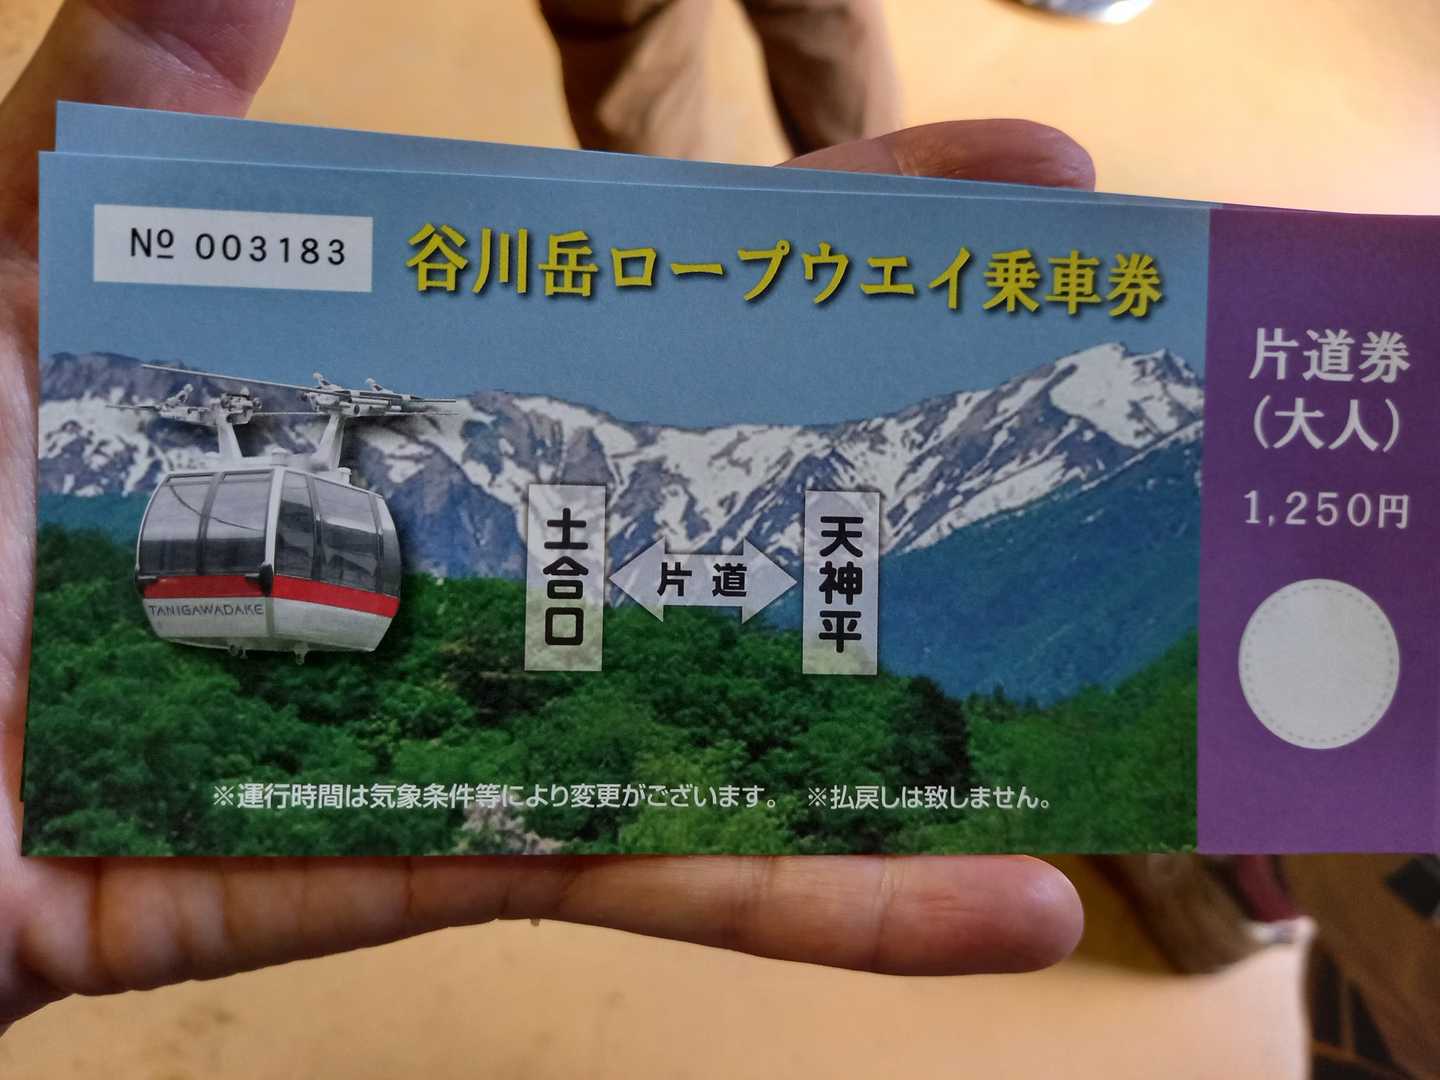 № 003183
谷川岳ロープウエイ乗車券
土合口
片道
天神平
TANIGAWADAKE
※運行時間は気象条件等により変更がございます。 ※払戻しは致しません。
片道券
(大人)
1,250円